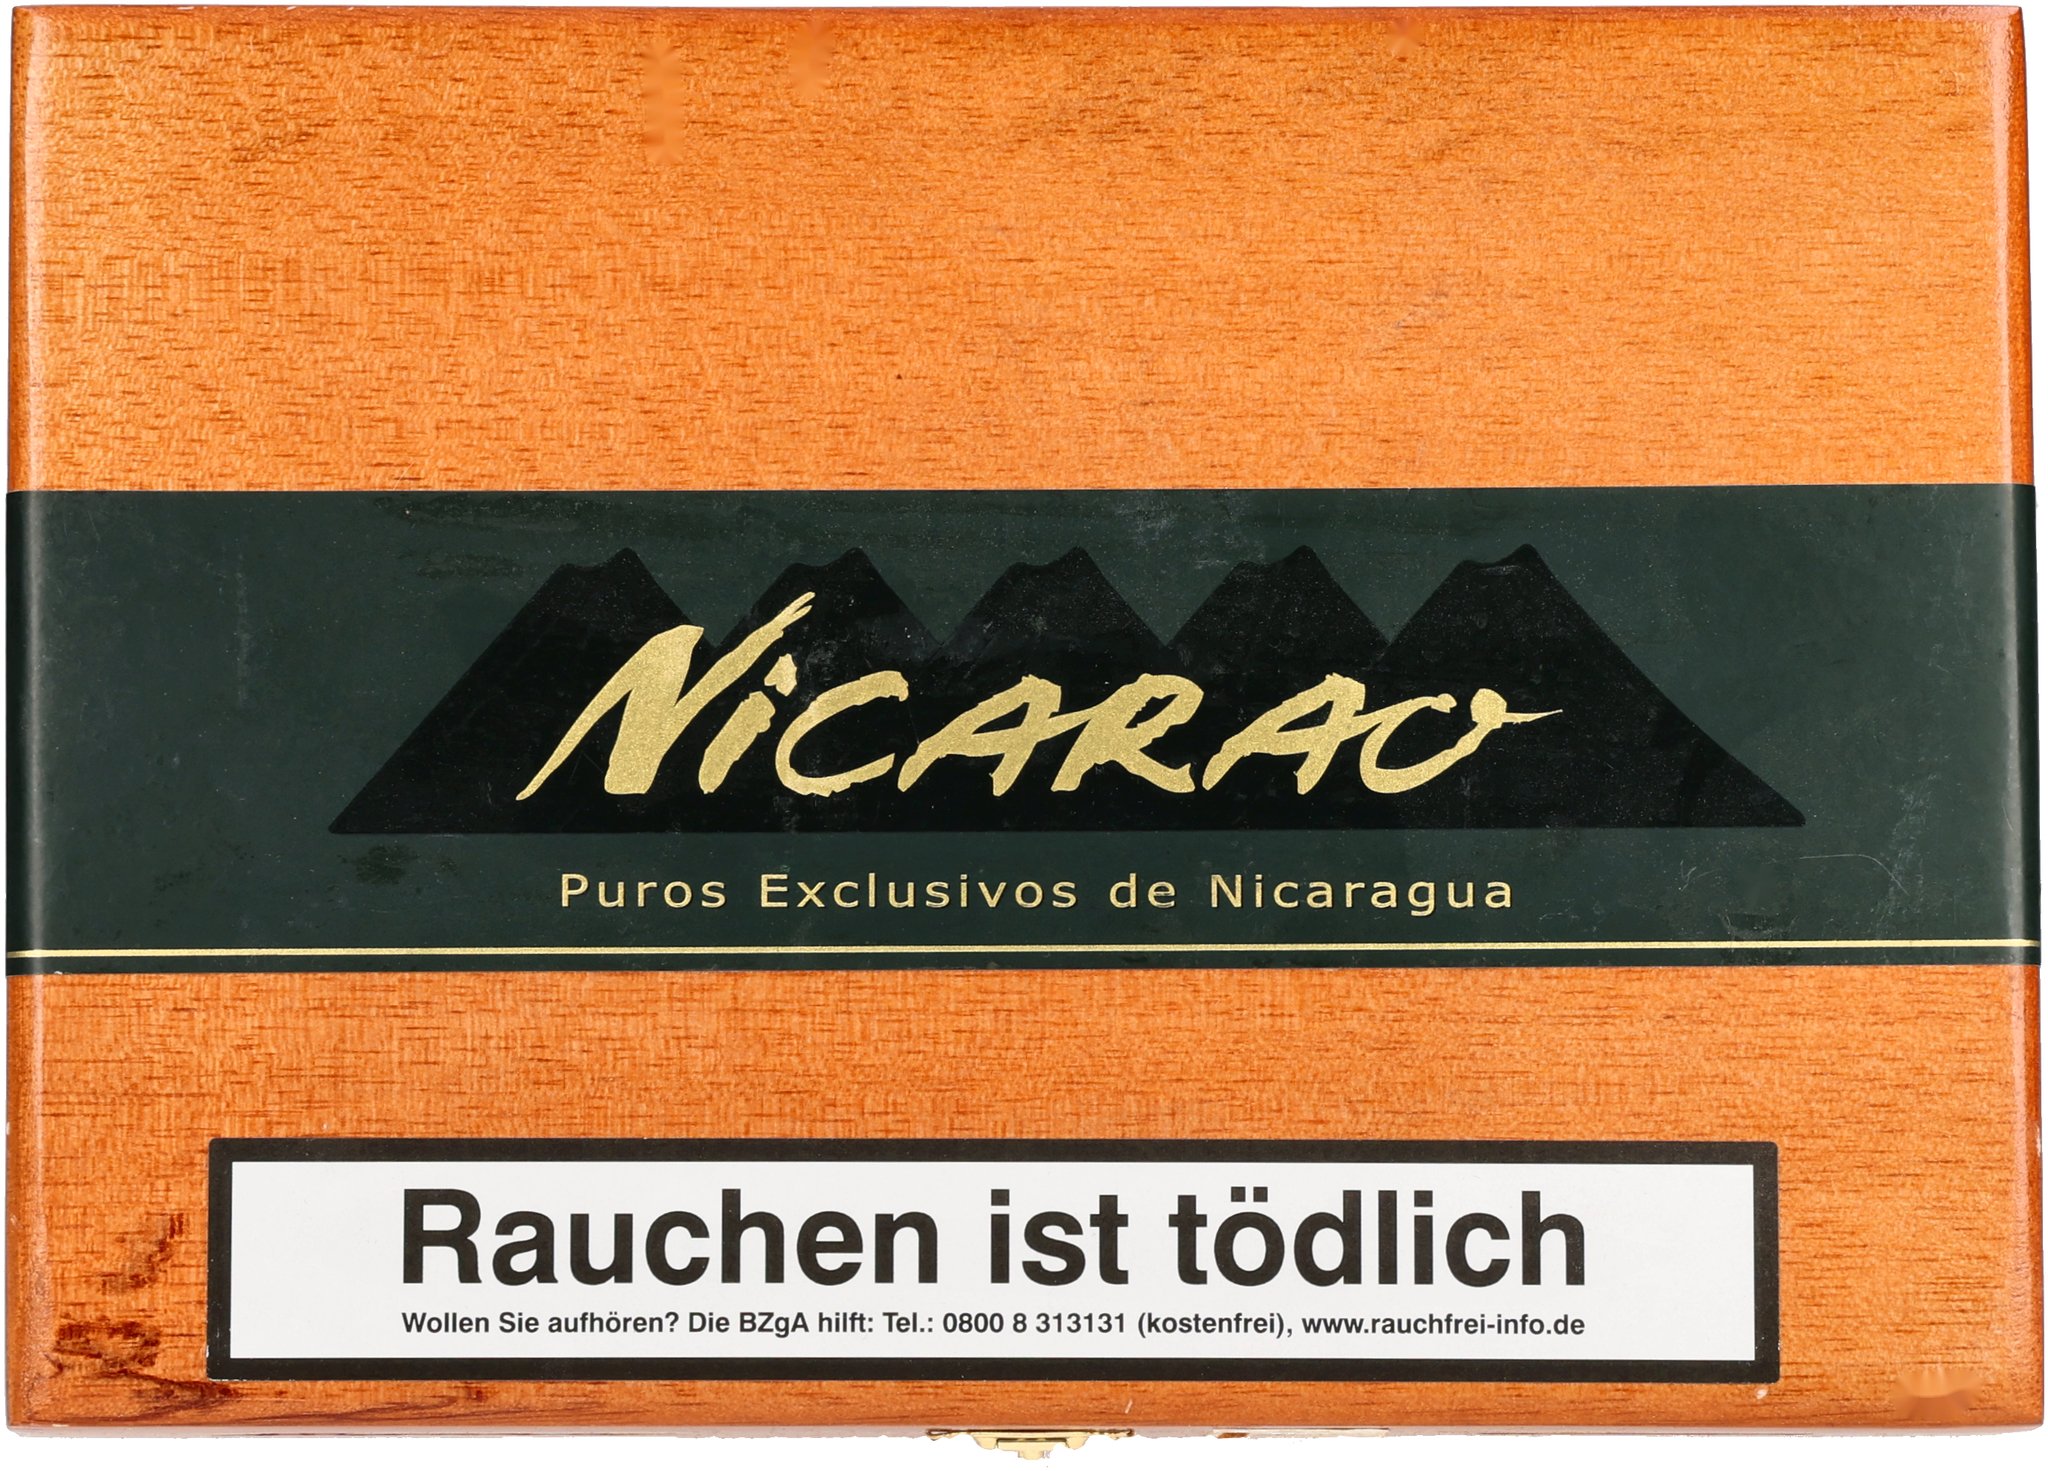 Nicarao
Puros Exclusivos de Nicaragua
Rauchen ist tödlich
Wollen Sie aufhören? Die BZgA hilft: Tel.: 0800 8 313131 (kostenfrei), www.rauchfrei-info.de